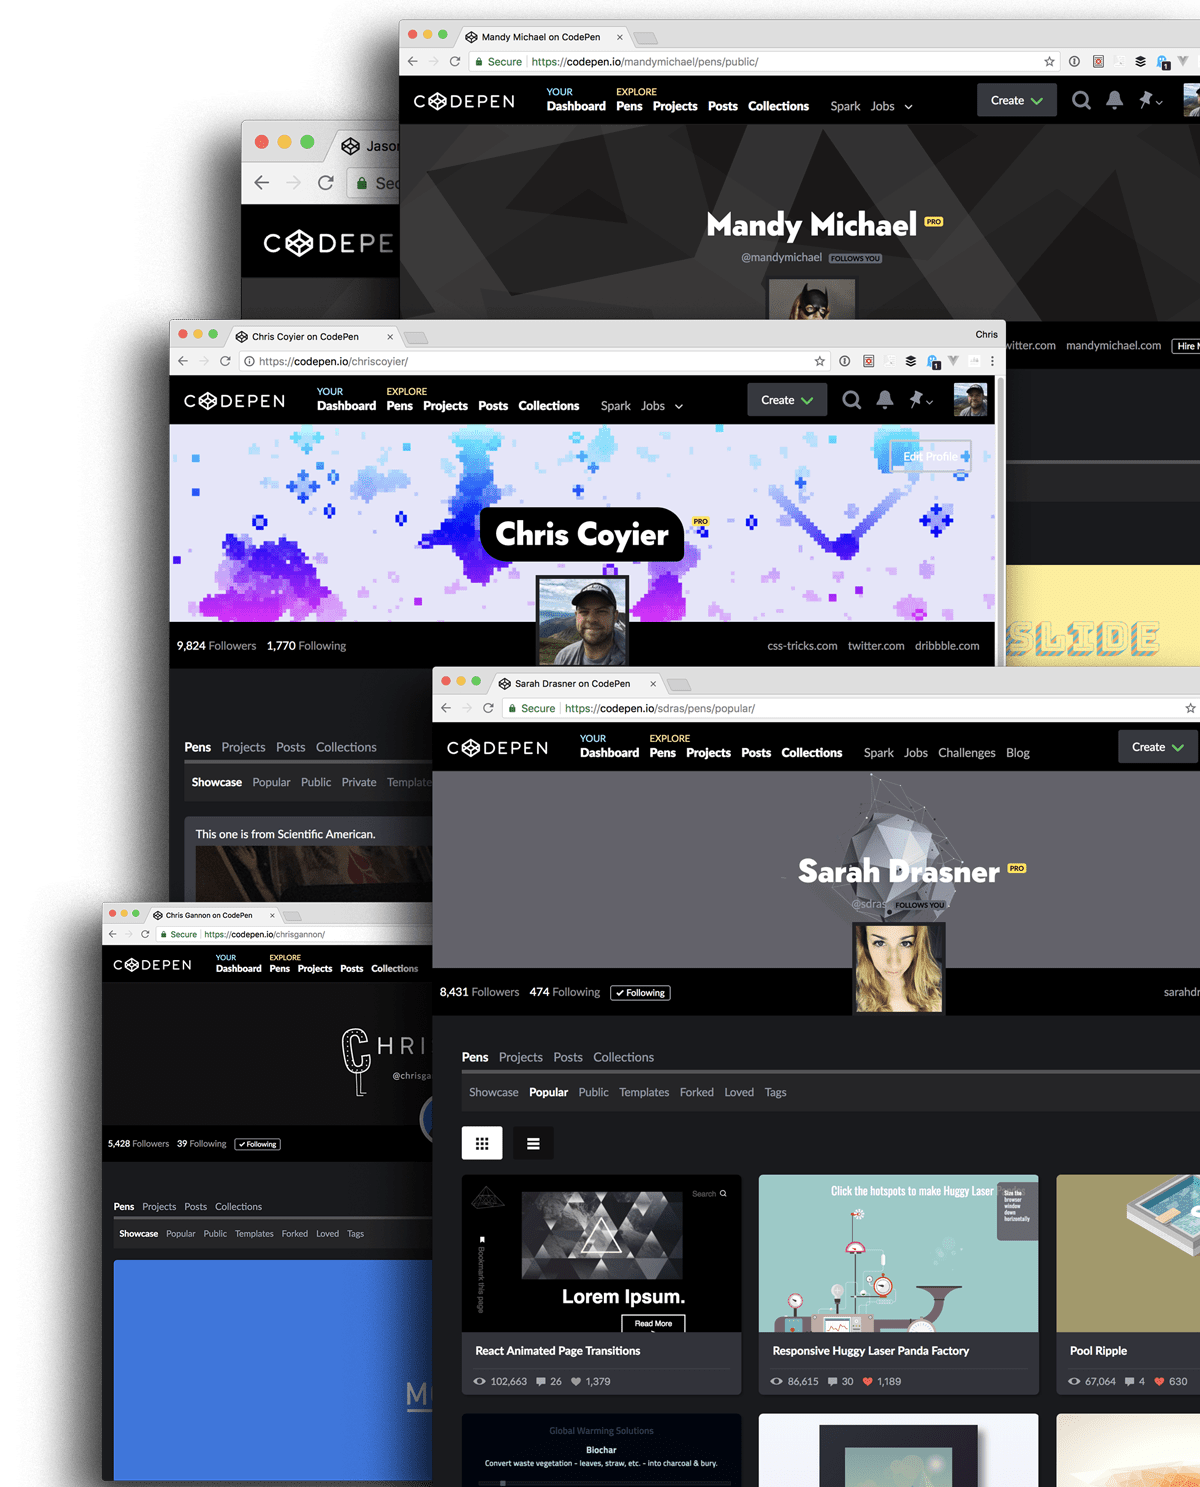 Mandy Michael on CodePen
Secure https://codepen.io/mandymichael/pens/public/
CODEPEN
YOUR
Dashboard
EXPLORE
Pens Projects Posts Collections Spark Jobs
Create
Mandy Michael PRO
@mandymichael FOLLOWS YOU
witter.com mandymichael.com Hire
SLIDE
Jaso
Sec
CODEPE
Chris Coyier on CodePen
Chris
https://codepen.io/chriscoyier/
CODEPEN
YOUR
Dashboard
EXPLORE
Pens Projects Posts Collections Spark Jobs
Create
Edit Profile
Chris Coyier PRO
9,824 Followers 1,770 Following
css-tricks.com twitter.com dribbble.com
Pens Projects Posts Collections
Showcase Popular Public Private Template
This one is from Scientific American.
Sarah Drasner on CodePen
Secure https://codepen.io/sdras/pens/popular/
CODEPEN
YOUR
Dashboard
EXPLORE
Pens Projects Posts Collections Spark Jobs Challenges Blog
Create
Sarah Drasner PRO
@sdras FOLLOWS YOU
8,431 Followers 474 Following Following
sarahdr
Pens Projects Posts Collections
Showcase Popular Public Templates Forked Loved Tags
Search
Bookmark this page
Lorem Ipsum.
Read More
React Animated Page Transitions
102,663 26 1,379
Click the hotspots to make Huggy Laser Pandas
Size the
browser
window
down
horizontally
Responsive Huggy Laser Panda Factory
86,615 30 1,189
Pool Ripple
67,064 4 630
Global Warming Solutions
Biochar
Convert waste vegetation - leaves, straw, etc. - into charcoal & bury.
Chris Gannon on CodePen
Secure https://codepen.io/chrisgannon/
CODEPEN
YOUR
Dashboard
EXPLORE
Pens Projects Posts Collections
CHRI
@chrisga
5,428 Followers 39 Following Following
Pens Projects Posts Collections
Showcase Popular Public Templates Forked Loved Tags